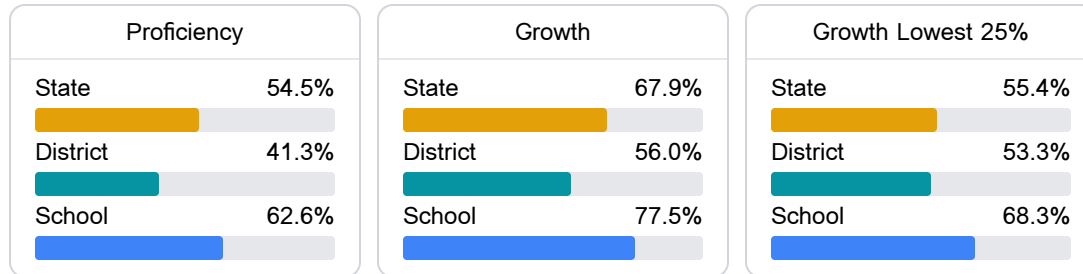 Proficiency
State 54.5%
District 41.3%
School 62.6%
Growth
State 67.9%
District 56.0%
School 77.5%
Growth Lowest 25%
State 55.4%
District 53.3%
School 68.3%